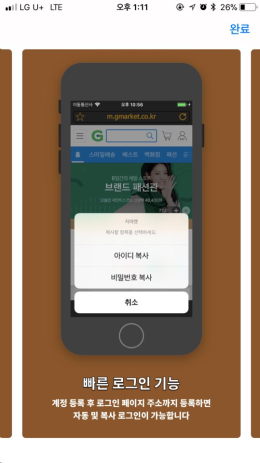 LG U+ LTE 오후 1:11 26%
완료
오후 10:56
m.gmarket.co.kr
G
홈 스마일배송 베스트 백화점 패션
브랜드 패션관
복사할 항목을 선택하세요.
아이디 복사
비밀번호 복사
취소
빠른 로그인 기능
계정 등록 후 로그인 페이지 주소까지 등록하면
자동 및 복사 로그인이 가능합니다